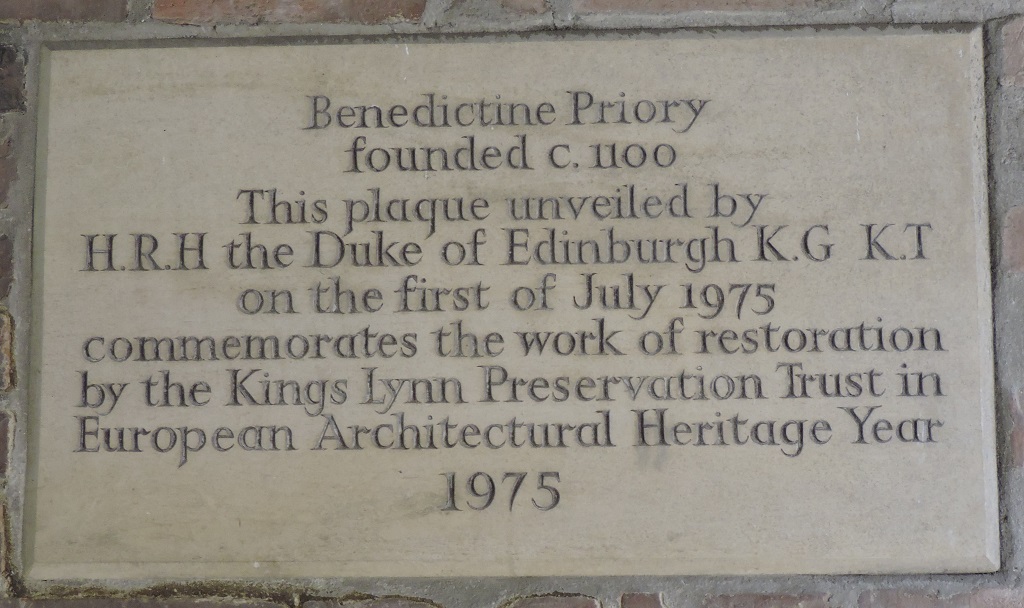 Benedictine Priory
founded c. 1100
This plaque unveiled by
H.R.H the Duke of Edinburgh K.G K.T
on the first of July 1975
commemorates the work of restoration
by the Kings Lynn Preservation Trust in
European Architectural Heritage Year
1975